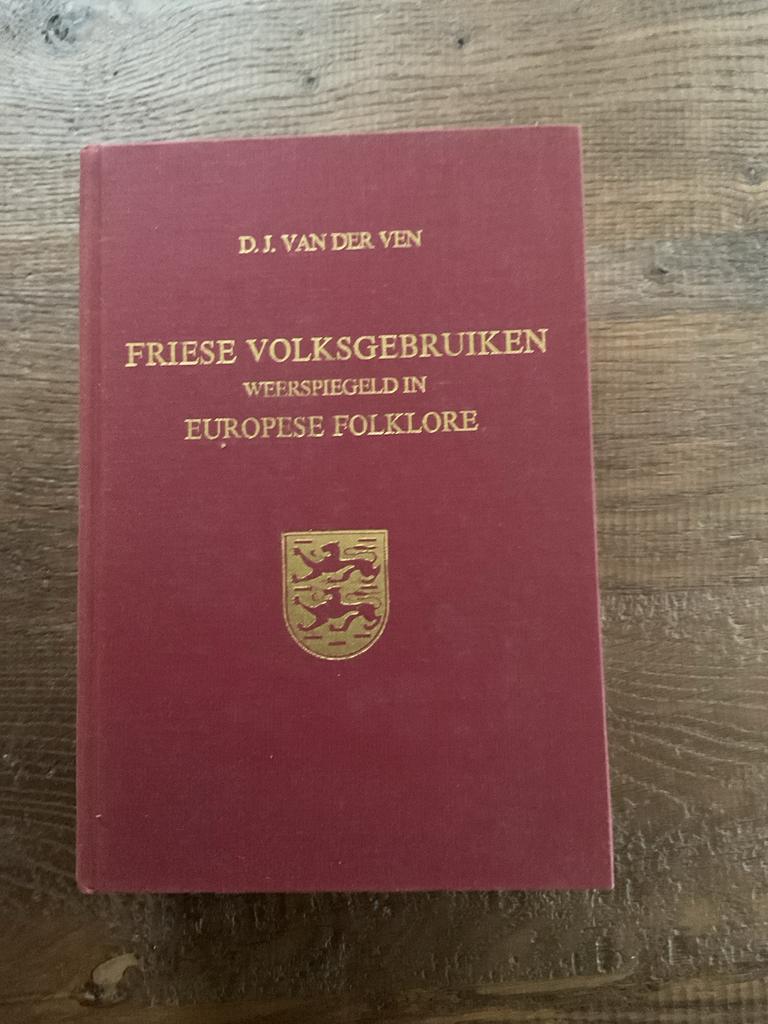 D. J. VAN DER VEN
FRIESE VOLKSGEBRUIKEN
WEERSPIEGELD IN
EUROPESE FOLKLORE